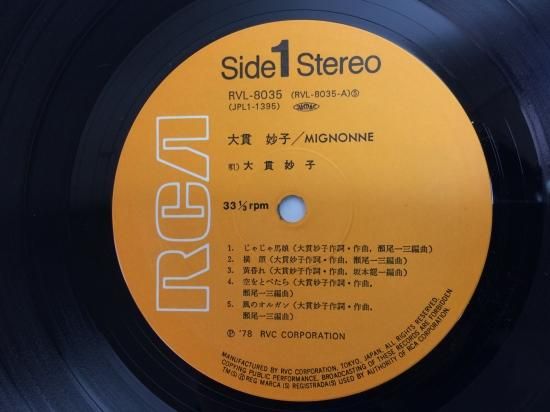 Side 1 Stereo
RVL-8035 (RVL-8035-A)Ⓢ
(JPL1-1395)
大貫 妙子/MIGNONNE
唄) 大 貫 妙 子
RCA
33 1/3 rpm
1. じゃじゃ馬娘 (大貫妙子作詞・作曲, 瀬尾一三編曲)
2. 横 顔 (大貫妙子作詞・作曲, 瀬尾一三編曲)
3. 黄昏れ (大貫妙子作詞・作曲, 坂本龍一編曲)
4. 空をとべたら (大貫妙子作詞・作曲,
瀬尾一三編曲)
5. 風のオルガン (大貫妙子作詞・作曲,
瀬尾一三編曲)
Ⓟ '78 RVC CORPORATION
MANUFACTURED BY RVC CORPORATION, TOKYO, JAPAN. ALL RIGHTS RESERVED.
COPYING PUBLIC PERFORMANCE, BROADCASTING OF THESE RECORDS ARE FORBIDDEN
TM(S) ® REG MARCA (S) REGISTRADA(S) USED BY AUTHORITY OF RCA CORPORATION.